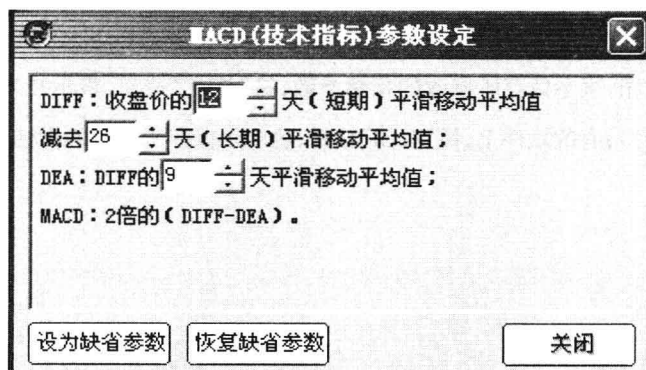 MACD(技术指标)参数设定
DIFF:收盘价的12天(短期)平滑移动平均值
减去26天(长期)平滑移动平均值;
DEA:DIFF的9天平滑移动平均值;
MACD:2倍的(DIFF-DEA)。
设为缺省参数 恢复缺省参数 关闭